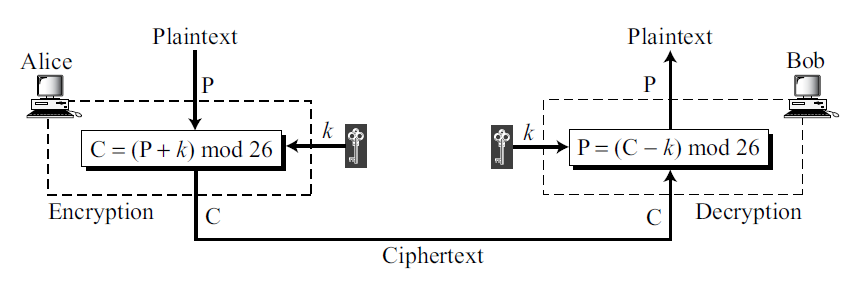 Plaintext
Plaintext
Alice
Bob
P
P
k
k
C = (P + k) mod 26
P = (C − k) mod 26
Encryption
C
C
Decryption
Ciphertext